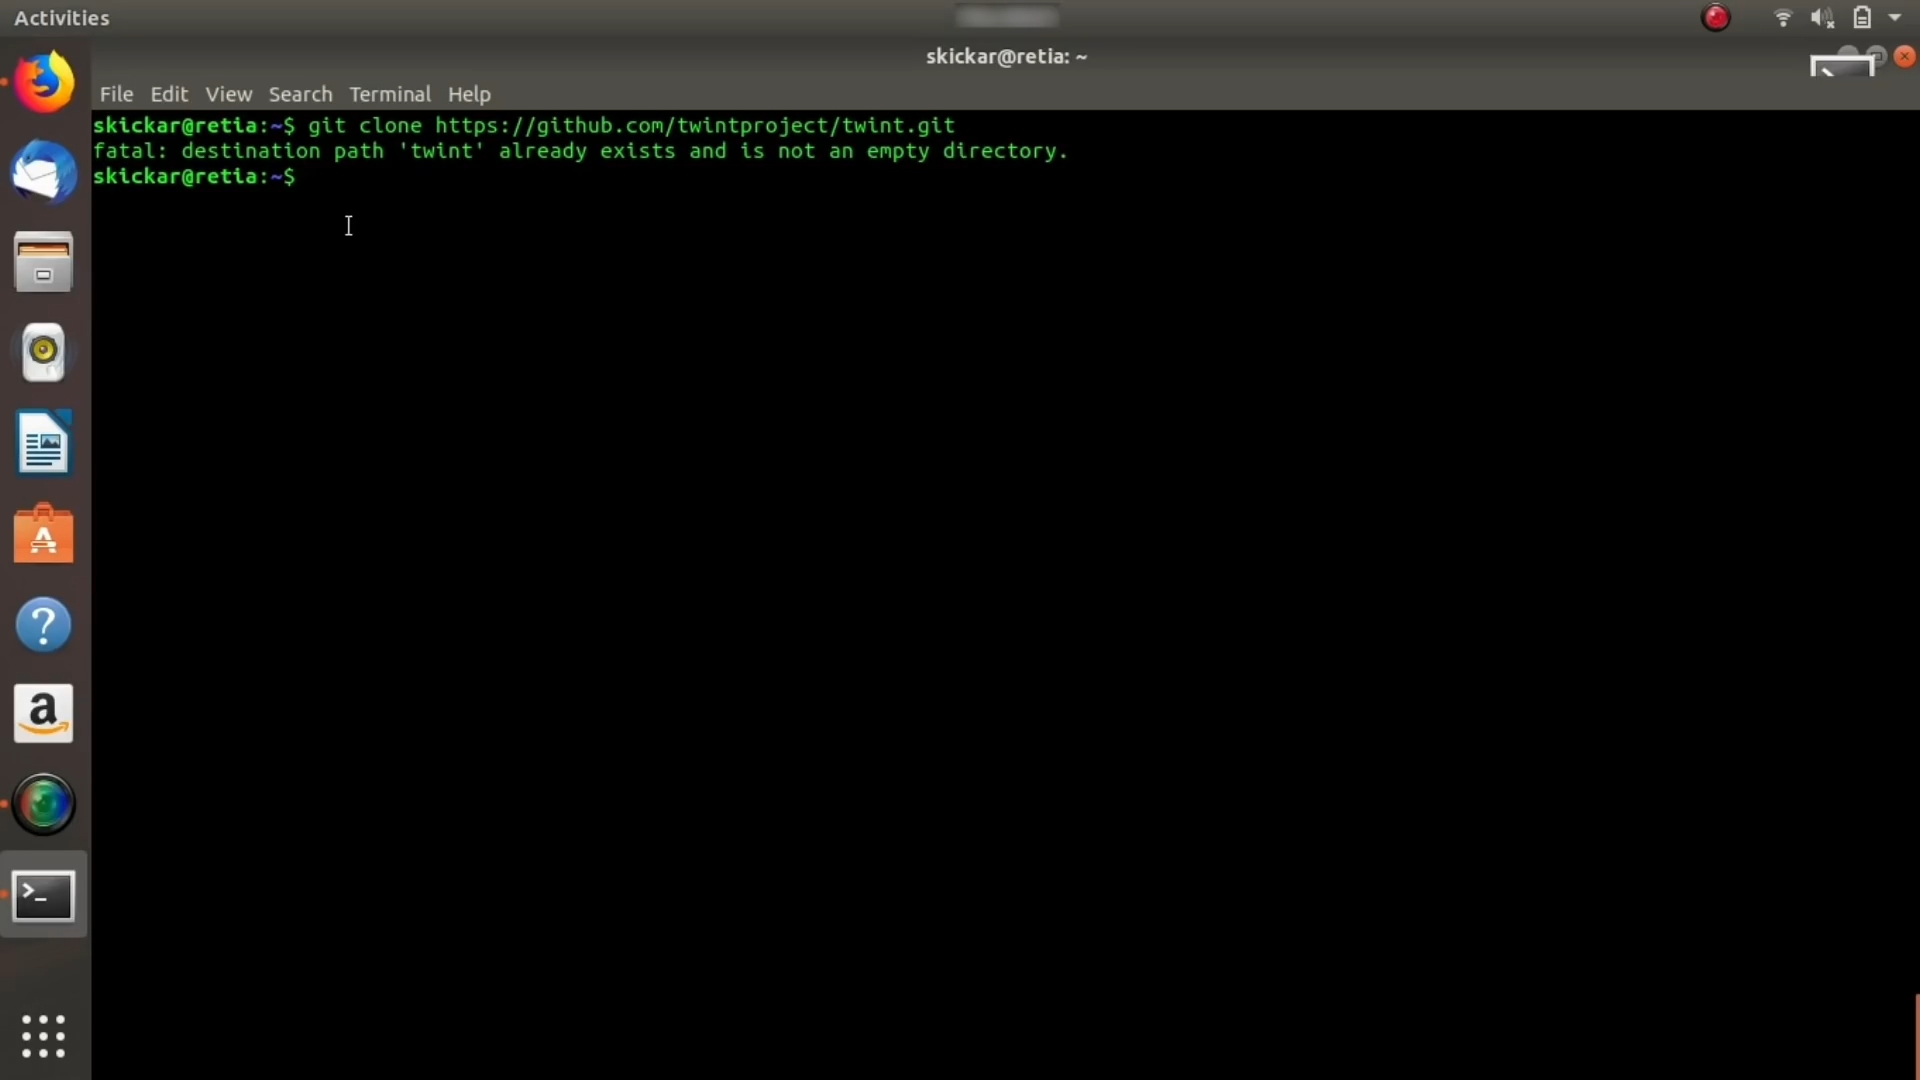 Activities
skickar@retia: ~
File Edit View Search Terminal Help
skickar@retia:~$ git clone https://github.com/twintproject/twint.git
fatal: destination path 'twint' already exists and is not an empty directory.
skickar@retia:~$